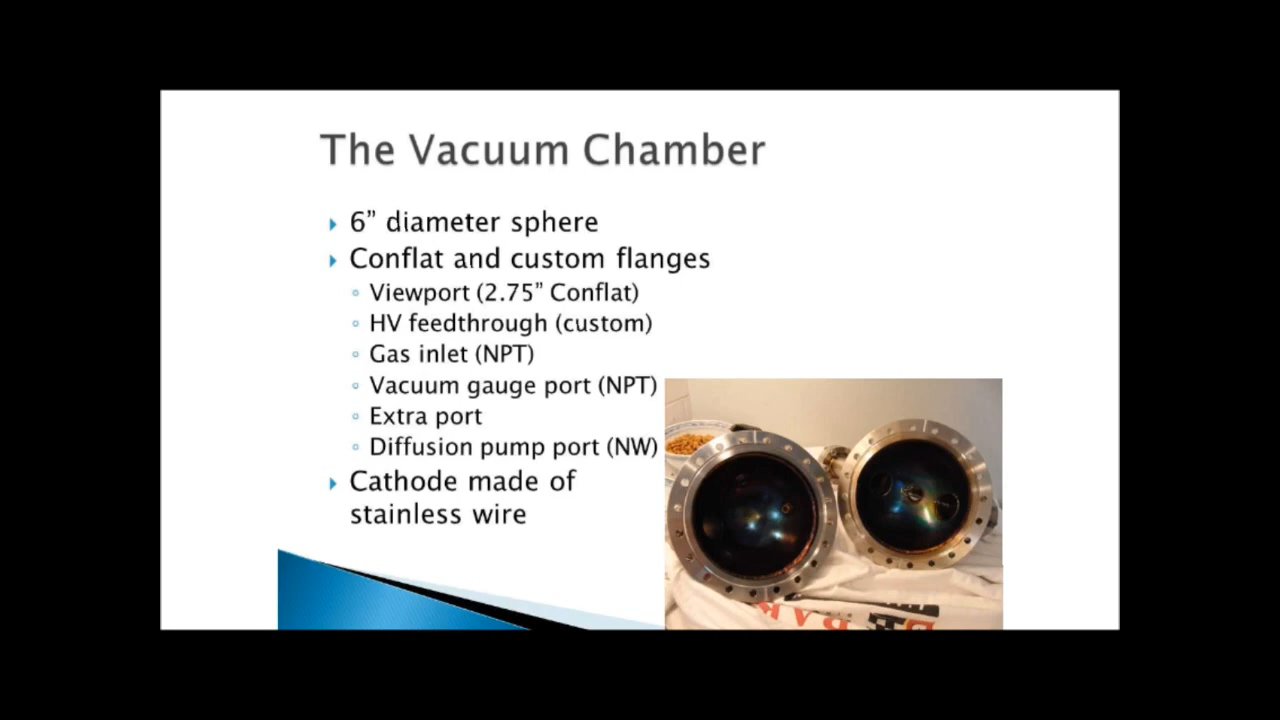 The Vacuum Chamber
6” diameter sphere
Conflat and custom flanges
Viewport (2.75” Conflat)
HV feedthrough (custom)
Gas inlet (NPT)
Vacuum gauge port (NPT)
Extra port
Diffusion pump port (NW)
Cathode made of
stainless wire